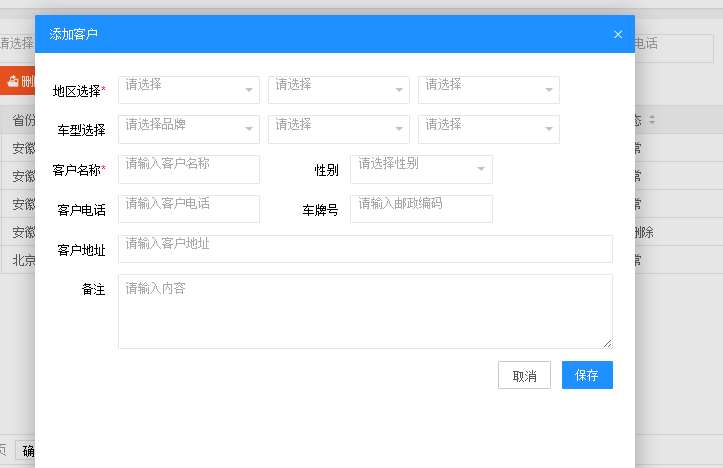 添加客户 ×
请选择 电话
删
地区选择* 请选择 请选择 请选择
省份 态
车型选择 请选择品牌 请选择 请选择
安徽 常
客户名称* 请输入客户名称 性别 请选择性别
安徽 常
客户电话 请输入客户电话 车牌号 请输入邮政编码
安徽 常
安徽 删除
客户地址 请输入客户地址
北京 常
备注 请输入内容
取消 保存
页 确